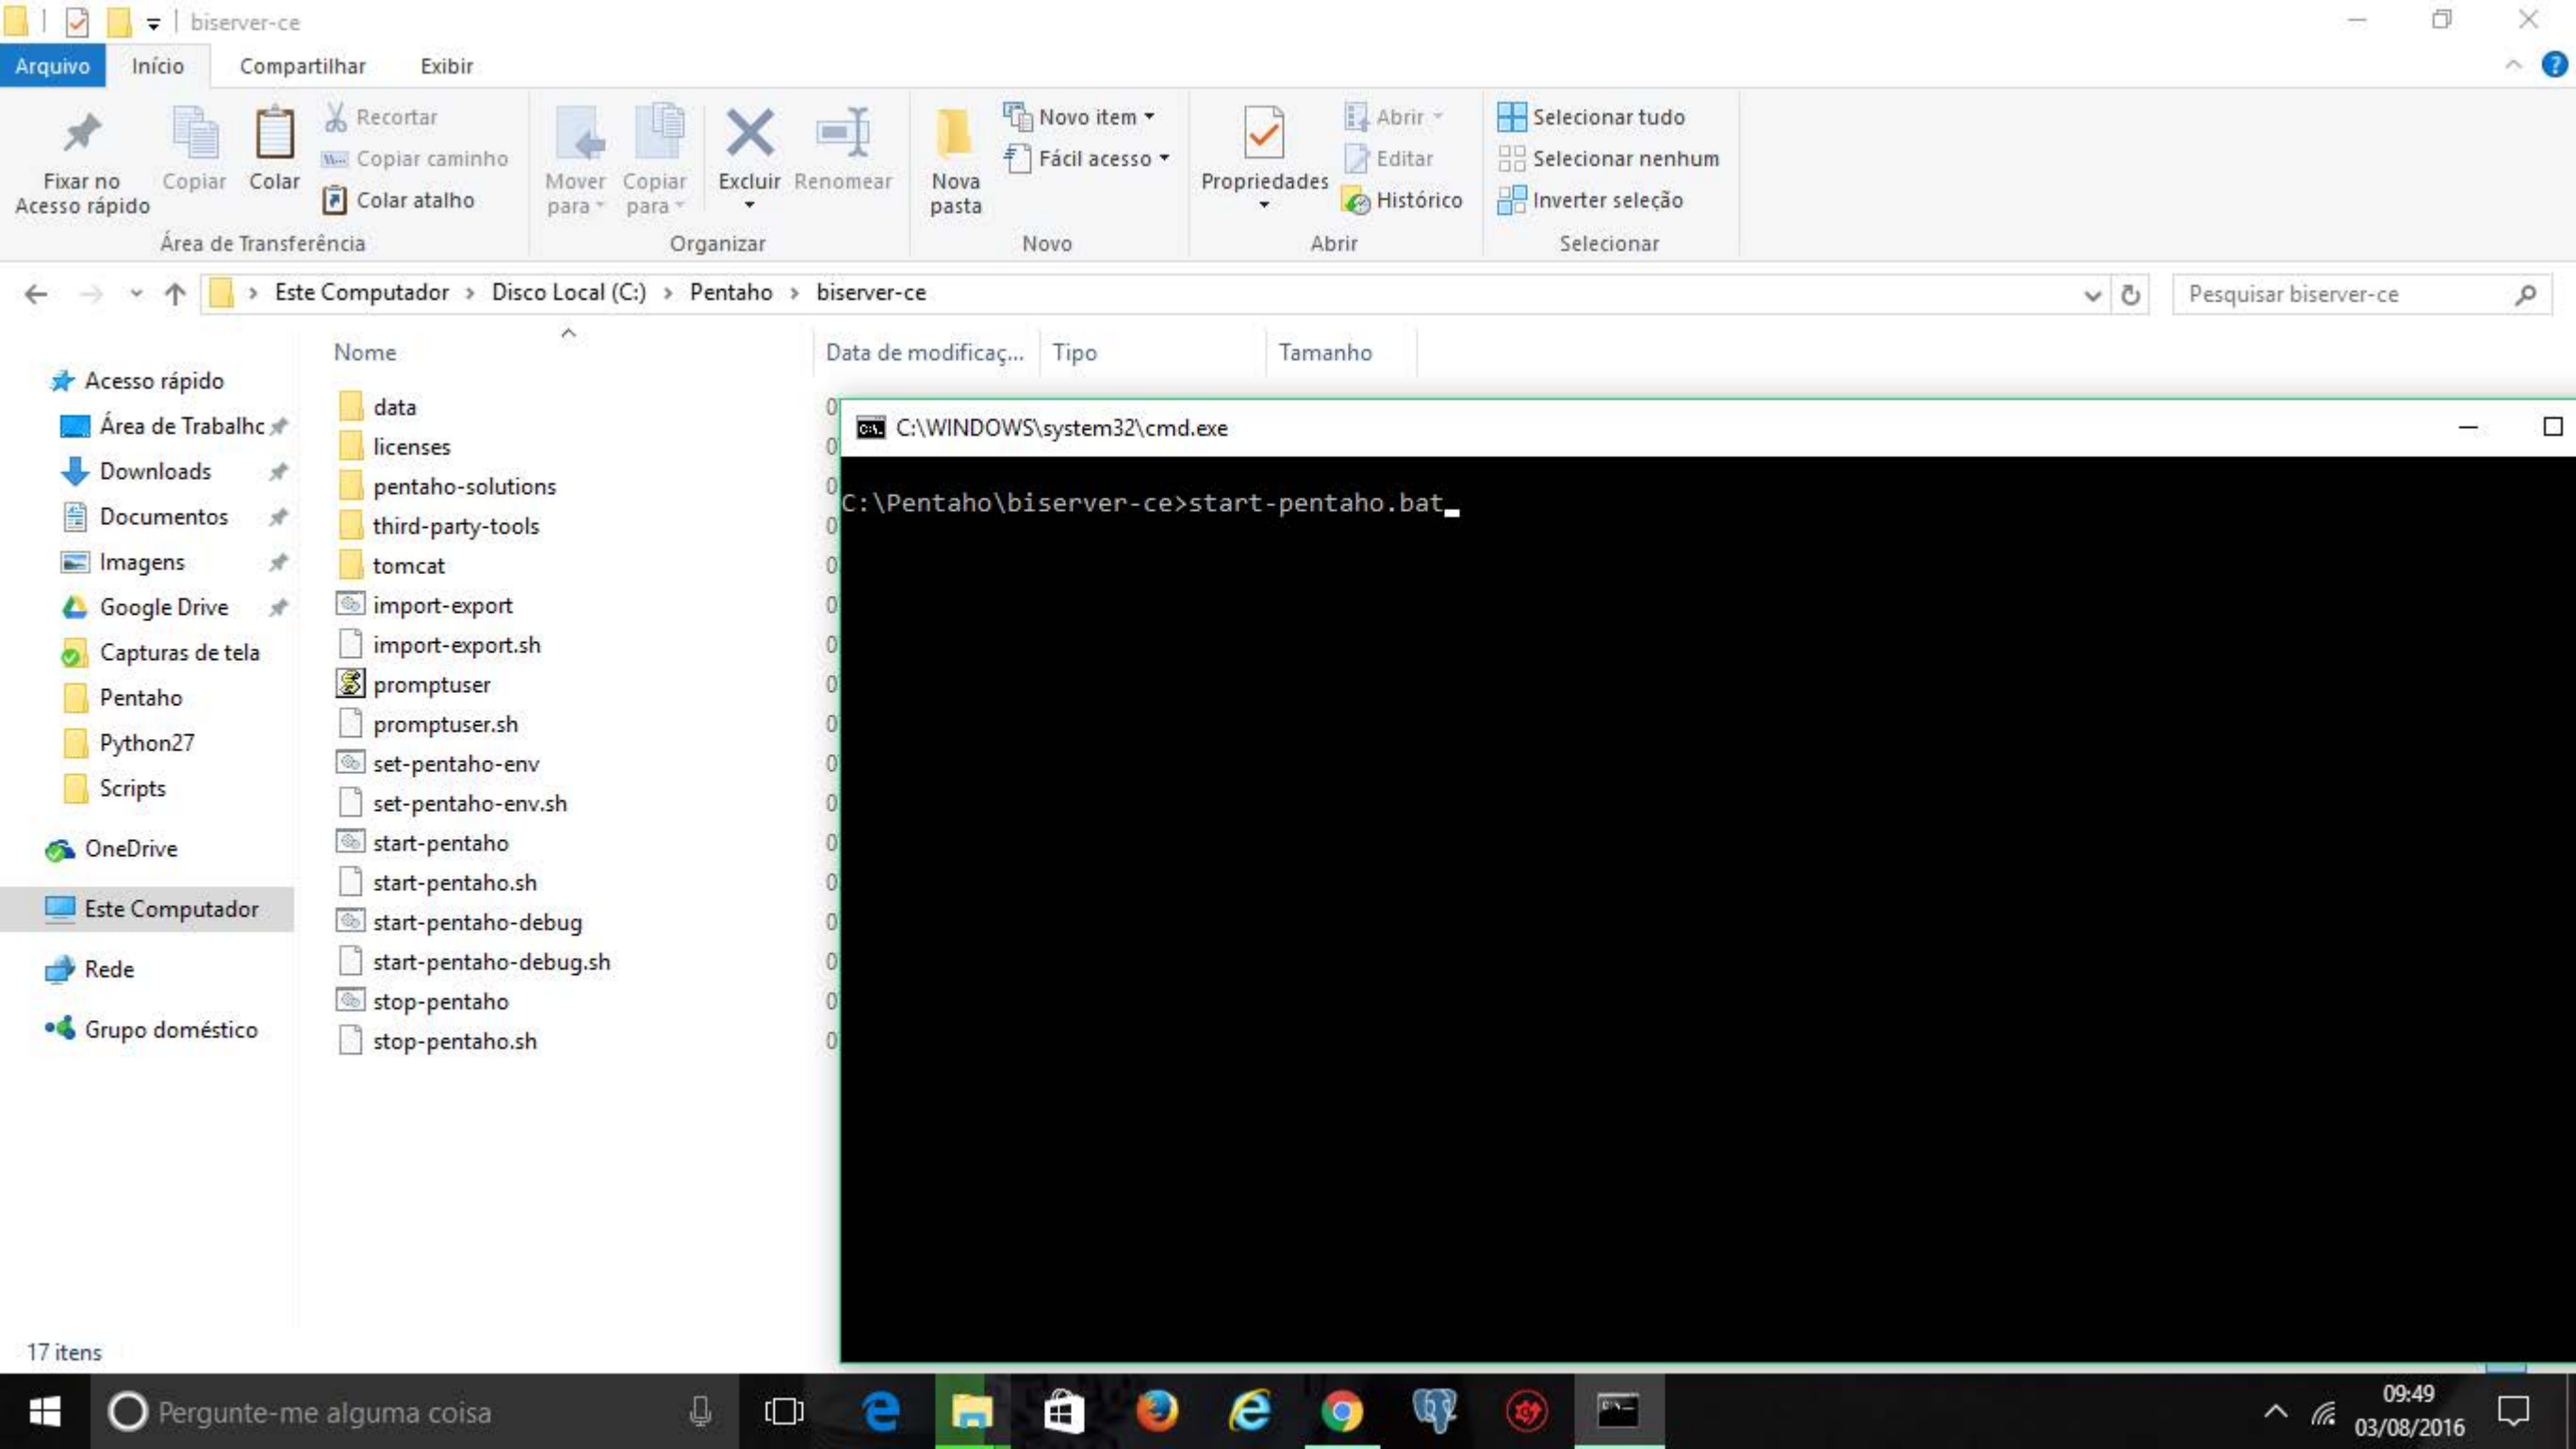 biserver-ce
Arquivo Início Compartilhar Exibir
Fixar no Acesso rápido
Copiar
Colar
Recortar
Copiar caminho
Colar atalho
Mover para
Copiar para
Excluir
Renomear
Nova pasta
Novo item
Fácil acesso
Propriedades
Abrir
Editar
Histórico
Selecionar tudo
Selecionar nenhum
Inverter seleção
Área de Transferência Organizar Novo Abrir Selecionar
Este Computador > Disco Local (C:) > Pentaho > biserver-ce
Pesquisar biserver-ce
Nome Data de modificaç... Tipo Tamanho
Acesso rápido
Área de Trabalhc
Downloads
Documentos
Imagens
Google Drive
Capturas de tela
Pentaho
Python27
Scripts
OneDrive
Este Computador
Rede
Grupo doméstico
data
licenses
pentaho-solutions
third-party-tools
tomcat
import-export
import-export.sh
promptuser
promptuser.sh
set-pentaho-env
set-pentaho-env.sh
start-pentaho
start-pentaho.sh
start-pentaho-debug
start-pentaho-debug.sh
stop-pentaho
stop-pentaho.sh
C:\WINDOWS\system32\cmd.exe
C:\Pentaho\biserver-ce>start-pentaho.bat
17 itens
Pergunte-me alguma coisa
09:49
03/08/2016